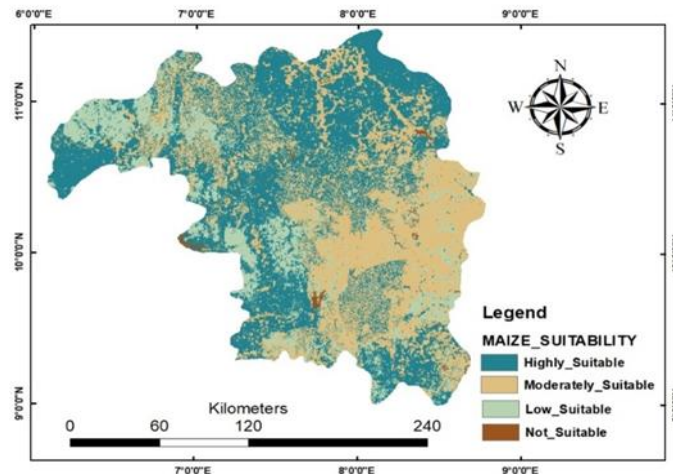 6°0'0"E 7°0'0"E 8°0'0"E 9°0'0"E
11°0'0"N
10°0'0"N
9°0'0"N
N
W E
S
Legend
MAIZE_SUITABILITY
Highly_Suitable
Moderately_Suitable
Low_Suitable
Not_Suitable
Kilometers
0 60 120 240
7°0'0"E 8°0'0"E 9°0'0"E